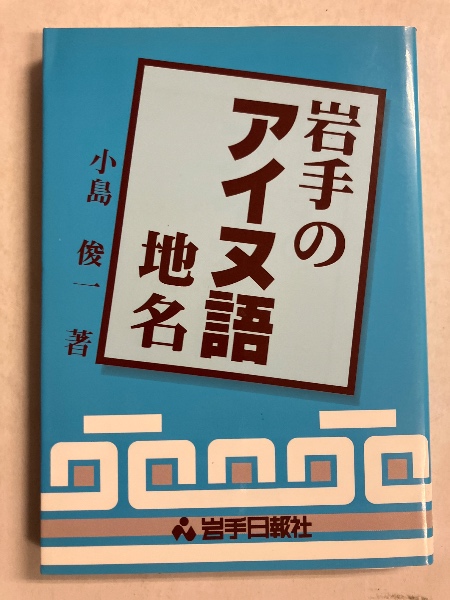 岩手の
アイヌ語
地名
小島 俊一 著
岩手日報社